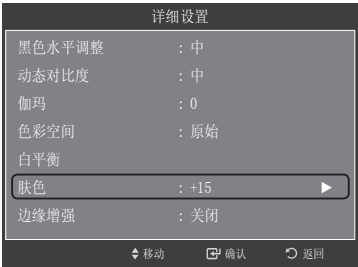 详细设置
黑色水平调整 : 中
动态对比度 : 中
伽玛 : 0
色彩空间 : 原始
白平衡
肤色 : +15 ▶
边缘增强 : 关闭
移动 确认 返回